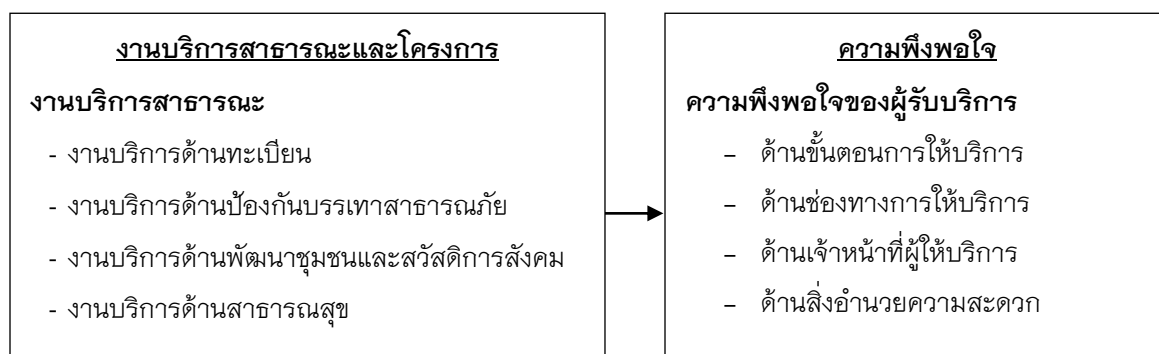 งานบริการสาธารณะและโครงการ
งานบริการสาธารณะ
- งานบริการด้านทะเบียน
- งานบริการด้านป้องกันบรรเทาสาธารณภัย
- งานบริการด้านพัฒนาชุมชนและสวัสดิการสังคม
- งานบริการด้านสาธารณสุข
ความพึงพอใจ
ความพึงพอใจของผู้รับบริการ
– ด้านขั้นตอนการให้บริการ
– ด้านช่องทางการให้บริการ
– ด้านเจ้าหน้าที่ผู้ให้บริการ
– ด้านสิ่งอำนวยความสะดวก